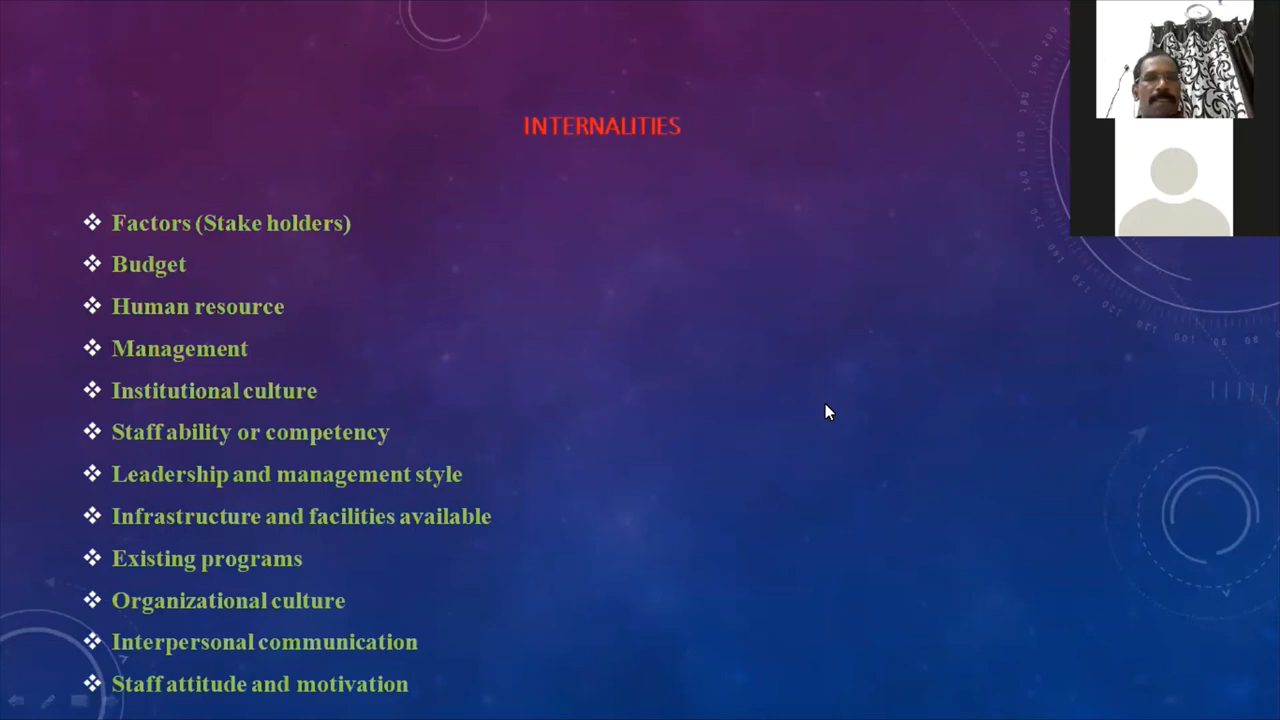 INTERNALITIES
Factors (Stake holders)
Budget
Human resource
Management
Institutional culture
Staff ability or competency
Leadership and management style
Infrastructure and facilities available
Existing programs
Organizational culture
Interpersonal communication
Staff attitude and motivation